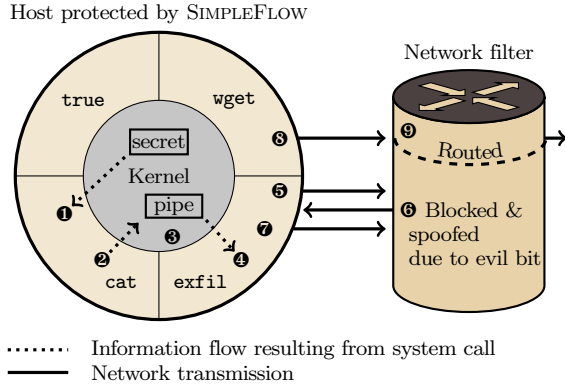 Host protected by SIMPLEFLOW
Network filter
true
wget
secret
❽
❾
Routed
Kernel
❺
pipe
❶
❻ Blocked &
spoofed
due to evil bit
❼
❸
❷
❹
cat
exfil
Information flow resulting from system call
Network transmission